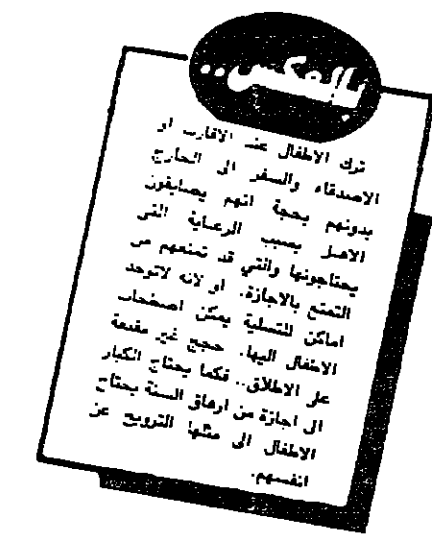 بالعكس..
ترك الاطفال عند الاقارب او
الاصدقاء والسفر الى الخارج
بدونهم بحجة انهم يضايقون
الاهل بسبب الرعاية التي
يحتاجونها والتي قد تمنعهم من
التمتع بالاجازة، او لانه لاتوجد
اماكن للتسلية يمكن اصطحاب
الاطفال اليها. حجج غير مقنعة
على الاطلاق.. فكما يحتاج الكبار
الى اجازة من ارهاق السنة يحتاج
الاطفال الى مثلها الترويح عن
انفسهم.